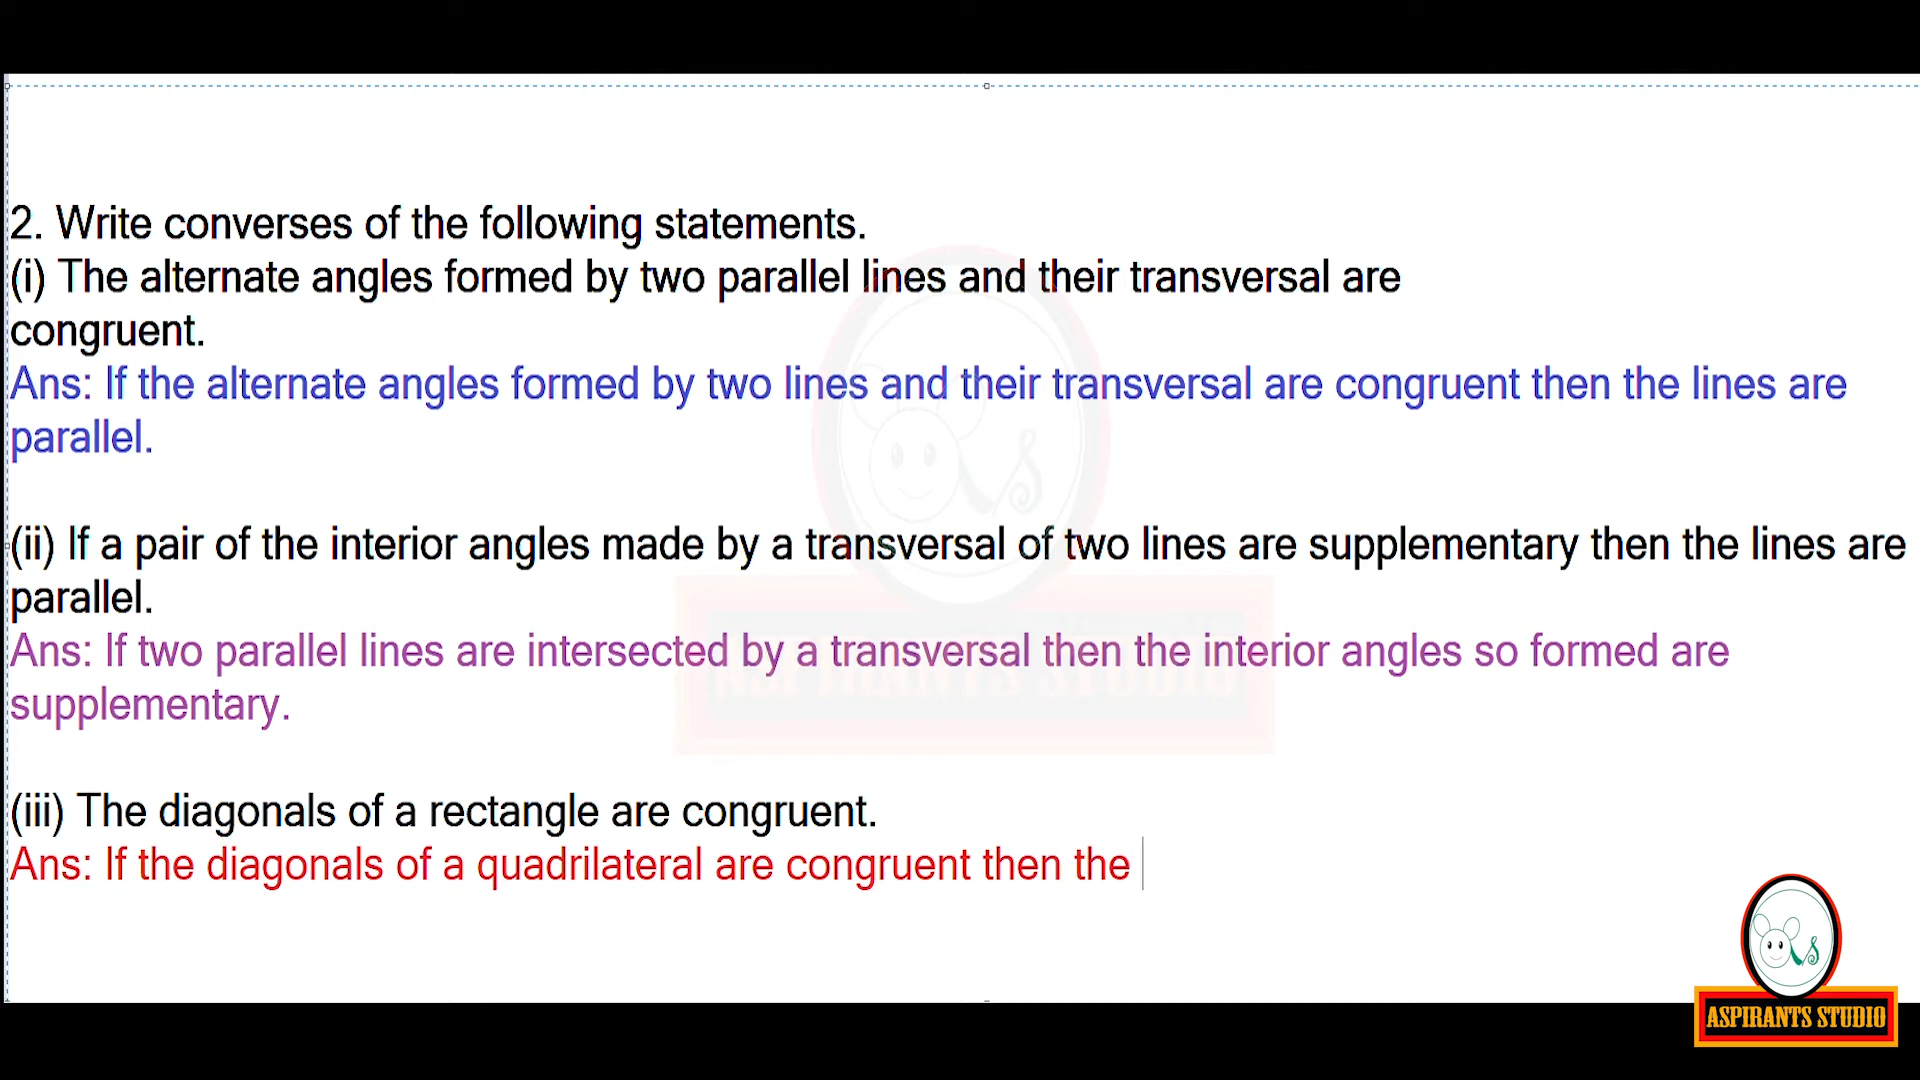 2. Write converses of the following statements.
(i) The alternate angles formed by two parallel lines and their transversal are
congruent.
Ans: If the alternate angles formed by two lines and their transversal are congruent then the lines are
parallel.
(ii) If a pair of the interior angles made by a transversal of two lines are supplementary then the lines are
parallel.
Ans: If two parallel lines are intersected by a transversal then the interior angles so formed are
supplementary.
(iii) The diagonals of a rectangle are congruent.
Ans: If the diagonals of a quadrilateral are congruent then the
ASPIRANTS STUDIO
ASPIRANTS STUDIO